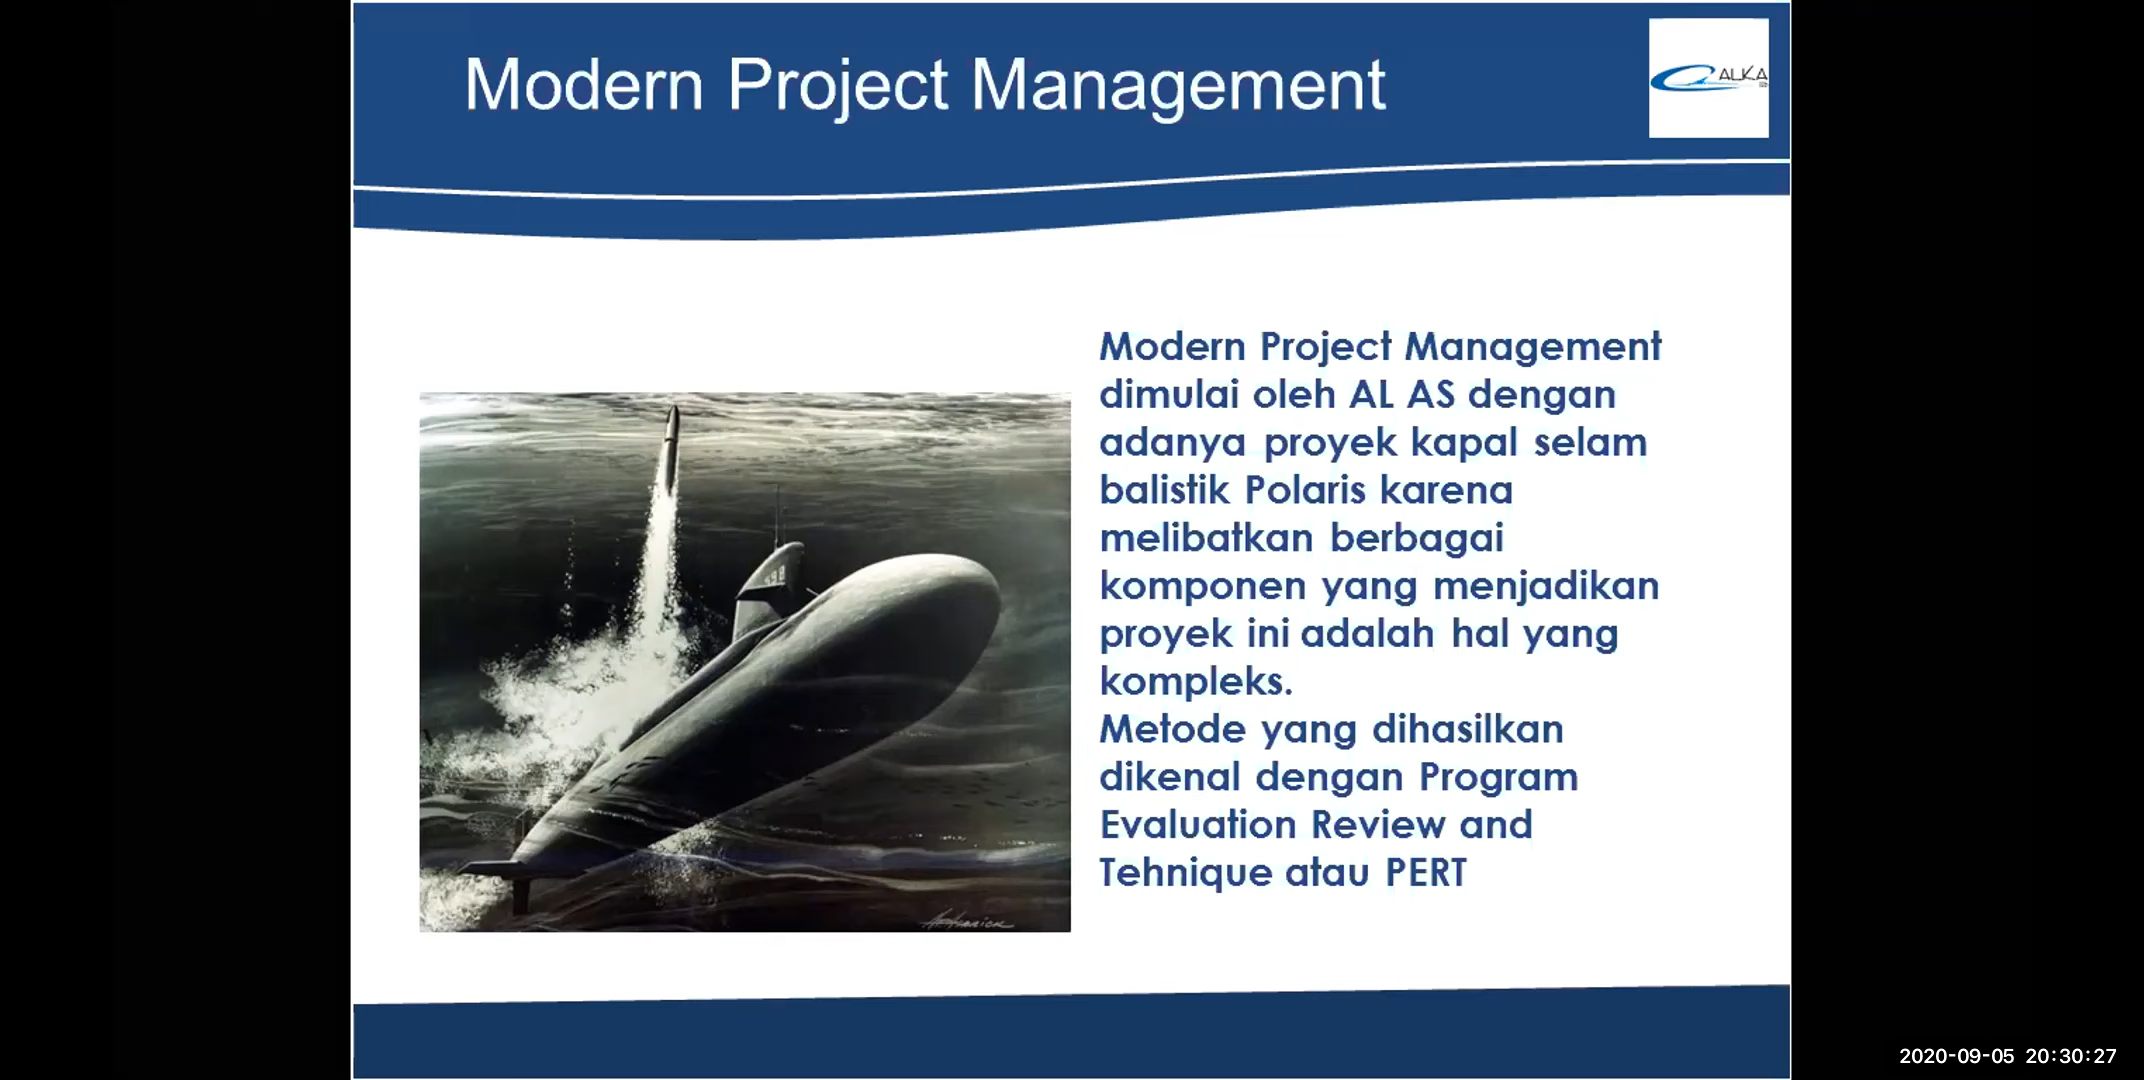 Modern Project Management
ALKA
Modern Project Management
dimulai oleh AL AS dengan
adanya proyek kapal selam
balistik Polaris karena
melibatkan berbagai
komponen yang menjadikan
proyek ini adalah hal yang
kompleks.
Metode yang dihasilkan
dikenal dengan Program
Evaluation Review and
Tehnique atau PERT
598
2020-09-05 20:30:27